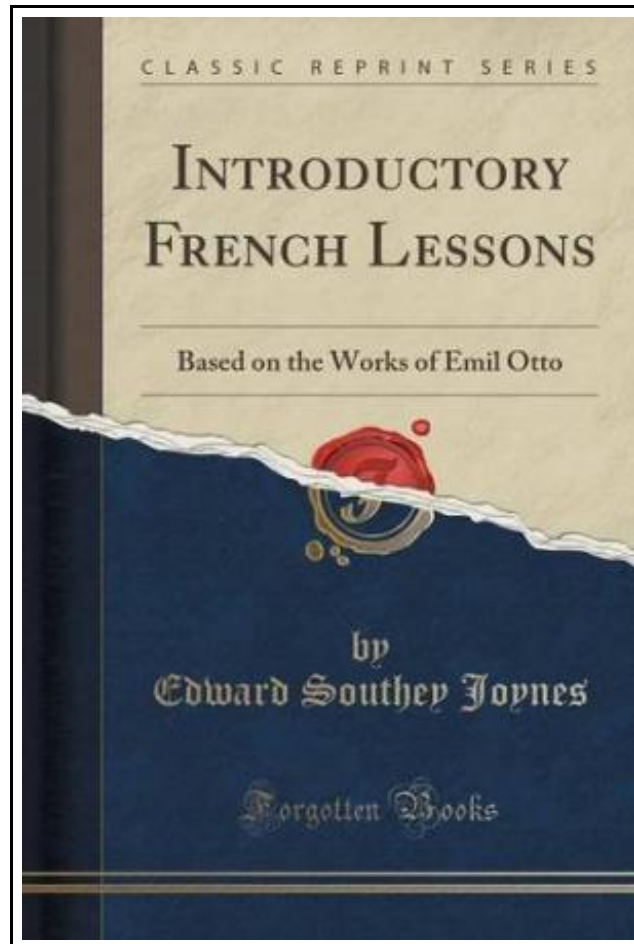 CLASSIC REPRINT SERIES
INTRODUCTORY
FRENCH LESSONS
Based on the Works of Emil Otto
by
Edward Southey Joynes
Forgotten Books